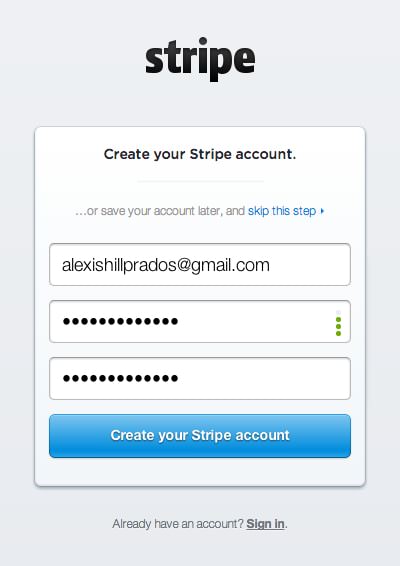 stripe
Create your Stripe account.
...or save your account later, and skip this step ▸
alexishillprados@gmail.com
•••••••••••••
•••••••••••••
Create your Stripe account
Already have an account? Sign in.